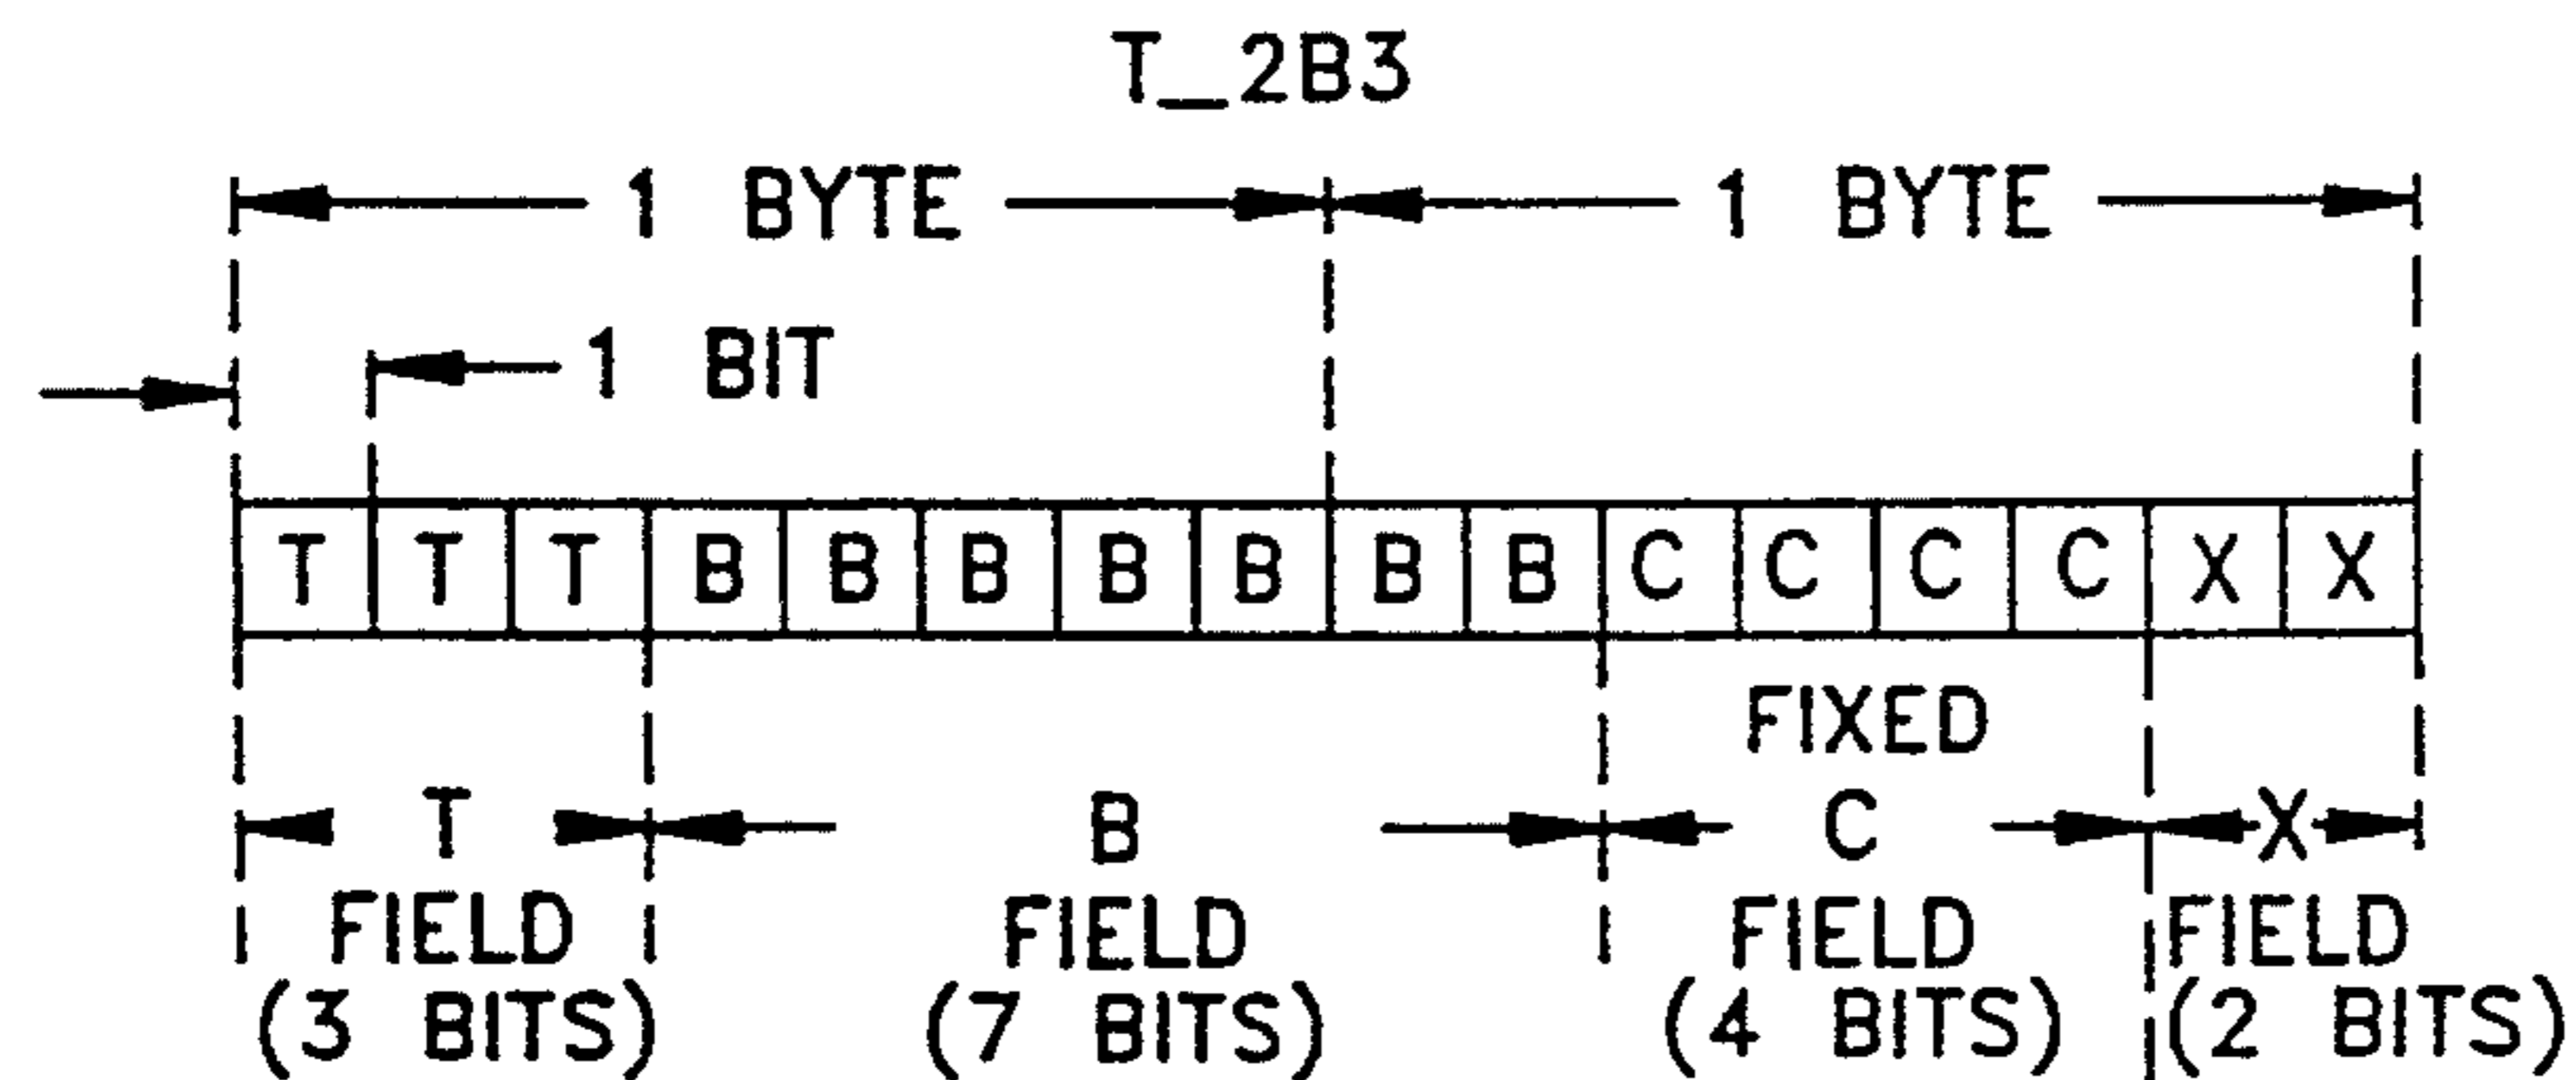 T_2B3
1 BYTE 1 BYTE
1 BIT
T T T B B B B B B B C C C C X X
FIXED
T B C X
FIELD FIELD FIELD FIELD
(3 BITS) (7 BITS) (4 BITS) (2 BITS)